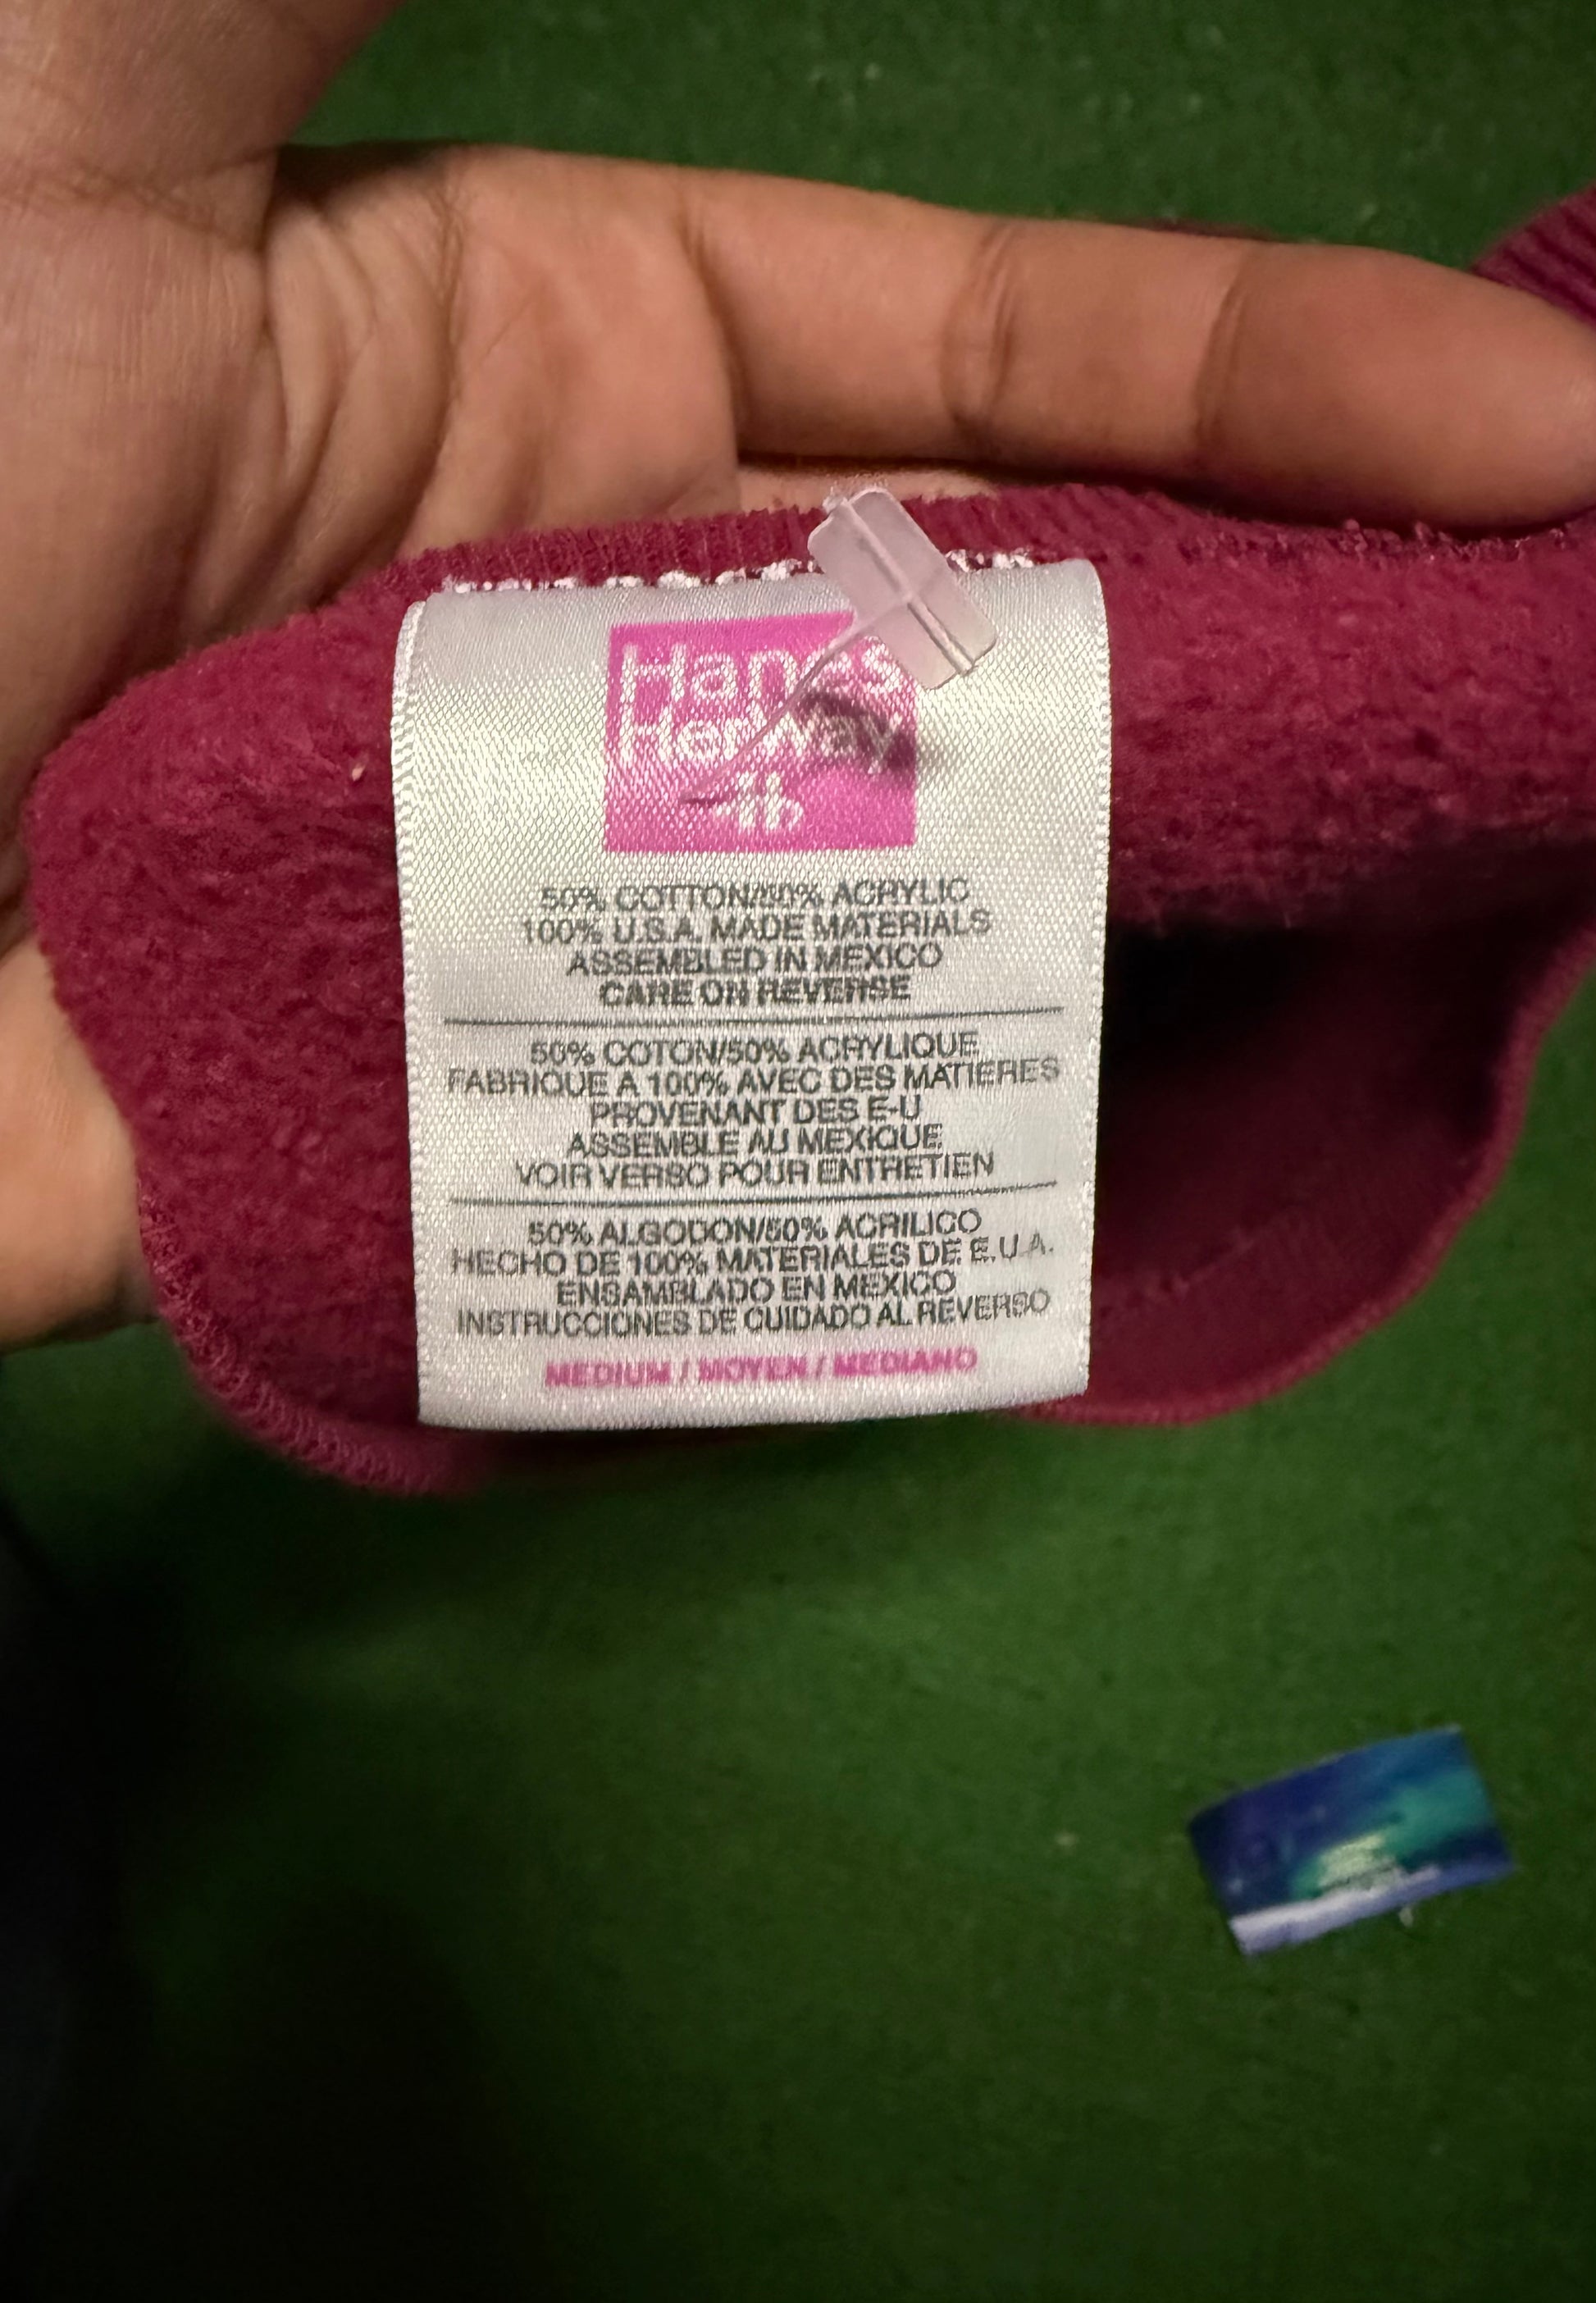 Hanes
Herway
50% COTTON/50% ACRYLIC
100% U.S.A. MADE MATERIALS
ASSEMBLED IN MEXICO
CARE ON REVERSE
50% COTON/50% ACRYLIQUE
FABRIQUE A 100% AVEC DES MATIERES
PROVENANT DES E-U
ASSEMBLE AU MEXIQUE
VOIR VERSO POUR ENTRETIEN
50% ALGODON/50% ACRILICO
HECHO DE 100% MATERIALES DE E.U.A.
ENSAMBLADO EN MEXICO
INSTRUCCIONES DE CUIDADO AL REVERSO
MEDIUM / MOYEN / MEDIANO